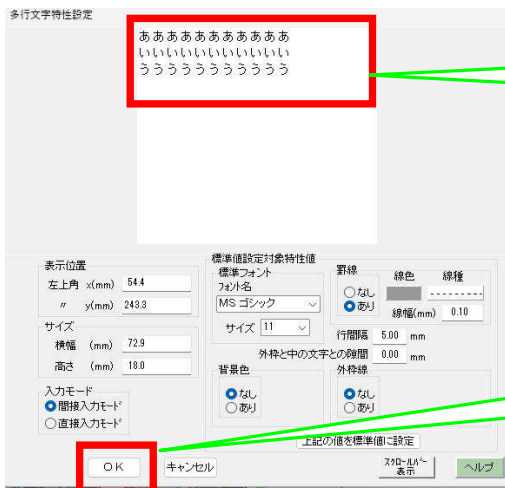 多行文字特性設定
あああああああああああ
いいいいいいいいいいい
ううううううううううう
表示位置
左上角 x(mm) 54.4
〃 y(mm) 243.3
サイズ
横幅 (mm) 72.9
高さ (mm) 18.0
入力モード
間接入力モード
直接入力モード
標準値設定対象特性値
標準フォント
フォント名
MS ゴシック
サイズ 11
罫線
なし
あり
線色 線種
線幅(mm) 0.10
行間隔 5.00 mm
外枠と中の文字との隙間 0.00 mm
背景色
なし
あり
外枠線
なし
あり
上記の値を標準値に設定
OK
キャンセル
スクロールバー
表示
ヘルプ